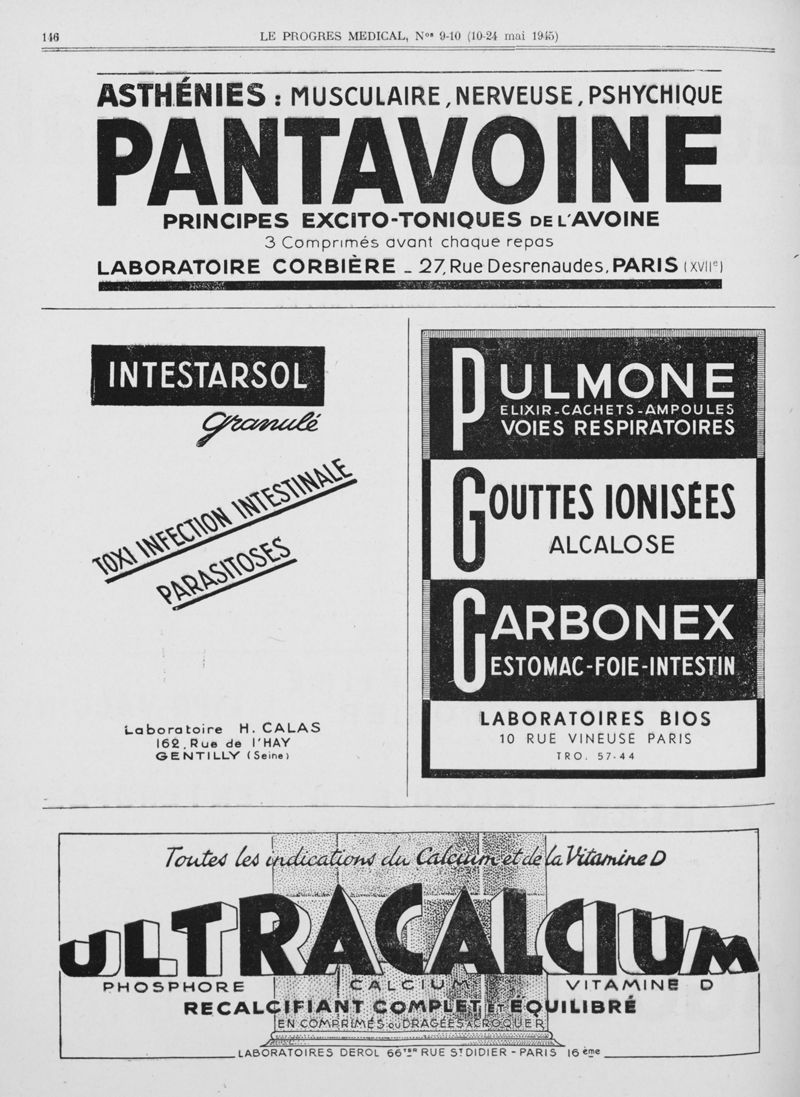 146
LE PROGRES MEDICAL, Nos 9-10 (10-24 mai 1945)
ASTHÉNIES : MUSCULAIRE, NERVEUSE, PSHYCHIQUE
PANTAVOINE
PRINCIPES EXCITO-TONIQUES DE L'AVOINE
3 Comprimés avant chaque repas
LABORATOIRE CORBIÈRE - 27, Rue Desrenaudes, PARIS (XVIIe)
INTESTARSOL
granulé
TOXI INFECTION INTESTINALE
PARASITOSES
Laboratoire H. CALAS
162, Rue de l'HAY
GENTILLY (Seine)
PULMONE
ELIXIR-CACHETS-AMPOULES
VOIES RESPIRATOIRES
GOUTTES IONISÉES
ALCALOSE
CARBONEX
ESTOMAC-FOIE-INTESTIN
LABORATOIRES BIOS
10 RUE VINEUSE PARIS
TRO. 57-44
Toutes les indications du Calcium et de la Vitamine D
ULTRACALCIUM
PHOSPHORE CALCIUM VITAMINE D
RECALCIFIANT COMPLET ET ÉQUILIBRÉ
EN COMPRIMÉS OU DRAGÉES A CROQUER
LABORATOIRES DEROL 66TER RUE ST DIDIER - PARIS 16ème